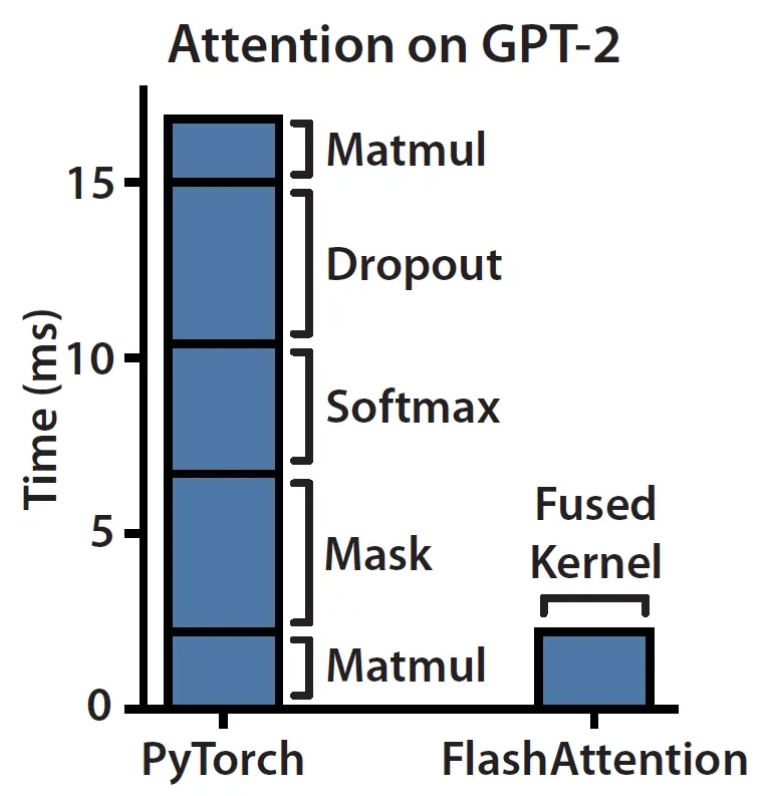 Attention on GPT-2
Time (ms)
15
10
5
0
Matmul
Dropout
Softmax
Mask
Matmul
Fused
Kernel
PyTorch
FlashAttention